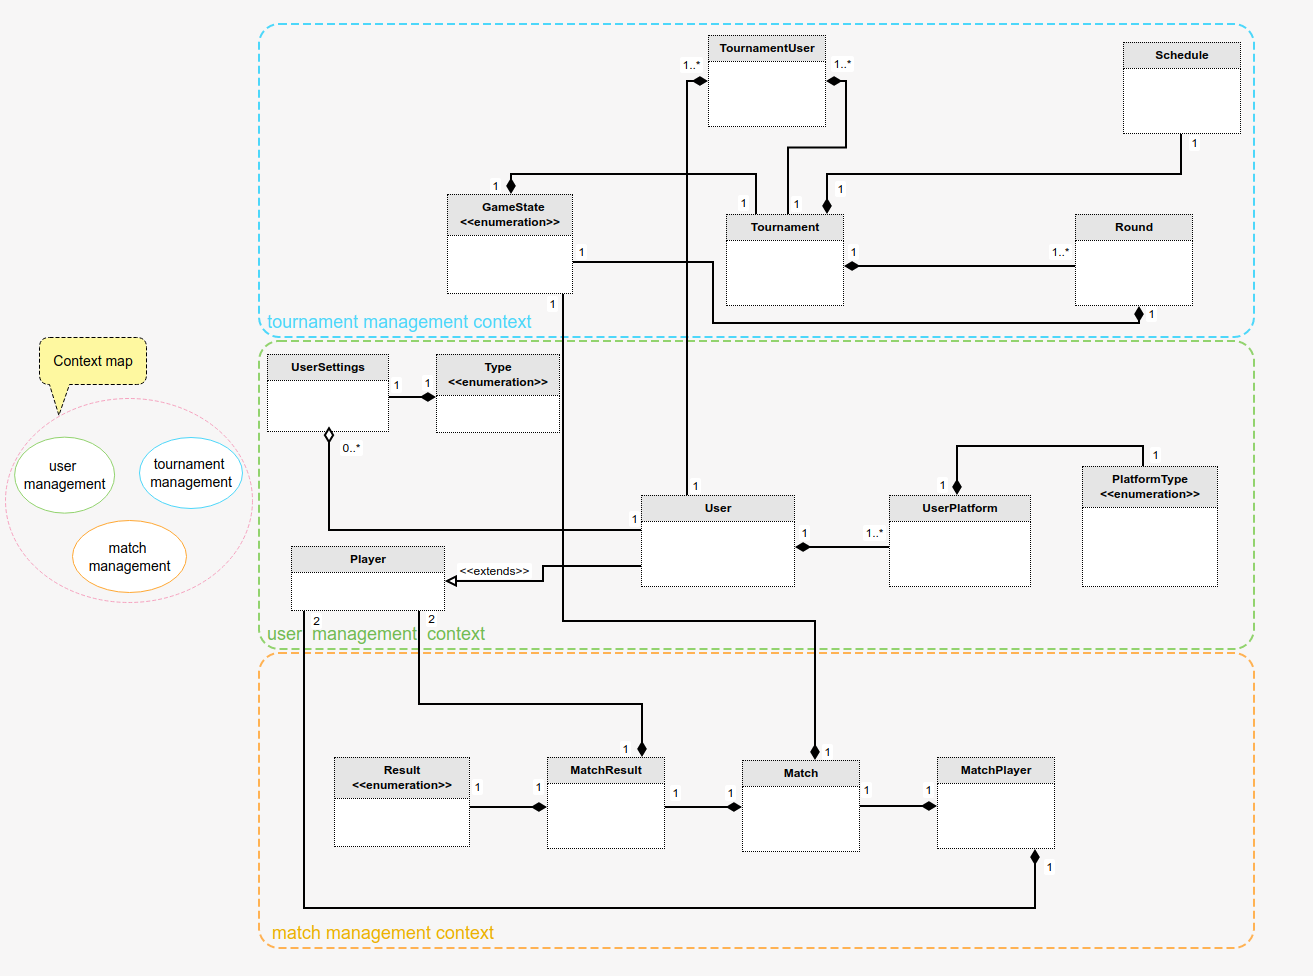 TournamentUser
1..*
1..*
Schedule
1
1
1
GameState
<<enumeration>>
1
1
1
Tournament
1
1..*
Round
1
1
1
tournament management context
Context map
user
management
tournament
management
match
management
UserSettings
1
1
Type
<<enumeration>>
0..*
1
1
User
1
1..*
1
UserPlatform
1
PlatformType
<<enumeration>>
Player
<<extends>>
2
2
user management context
Result
<<enumeration>>
1
1
1
MatchResult
1
1
1
Match
1
1
MatchPlayer
1
match management context